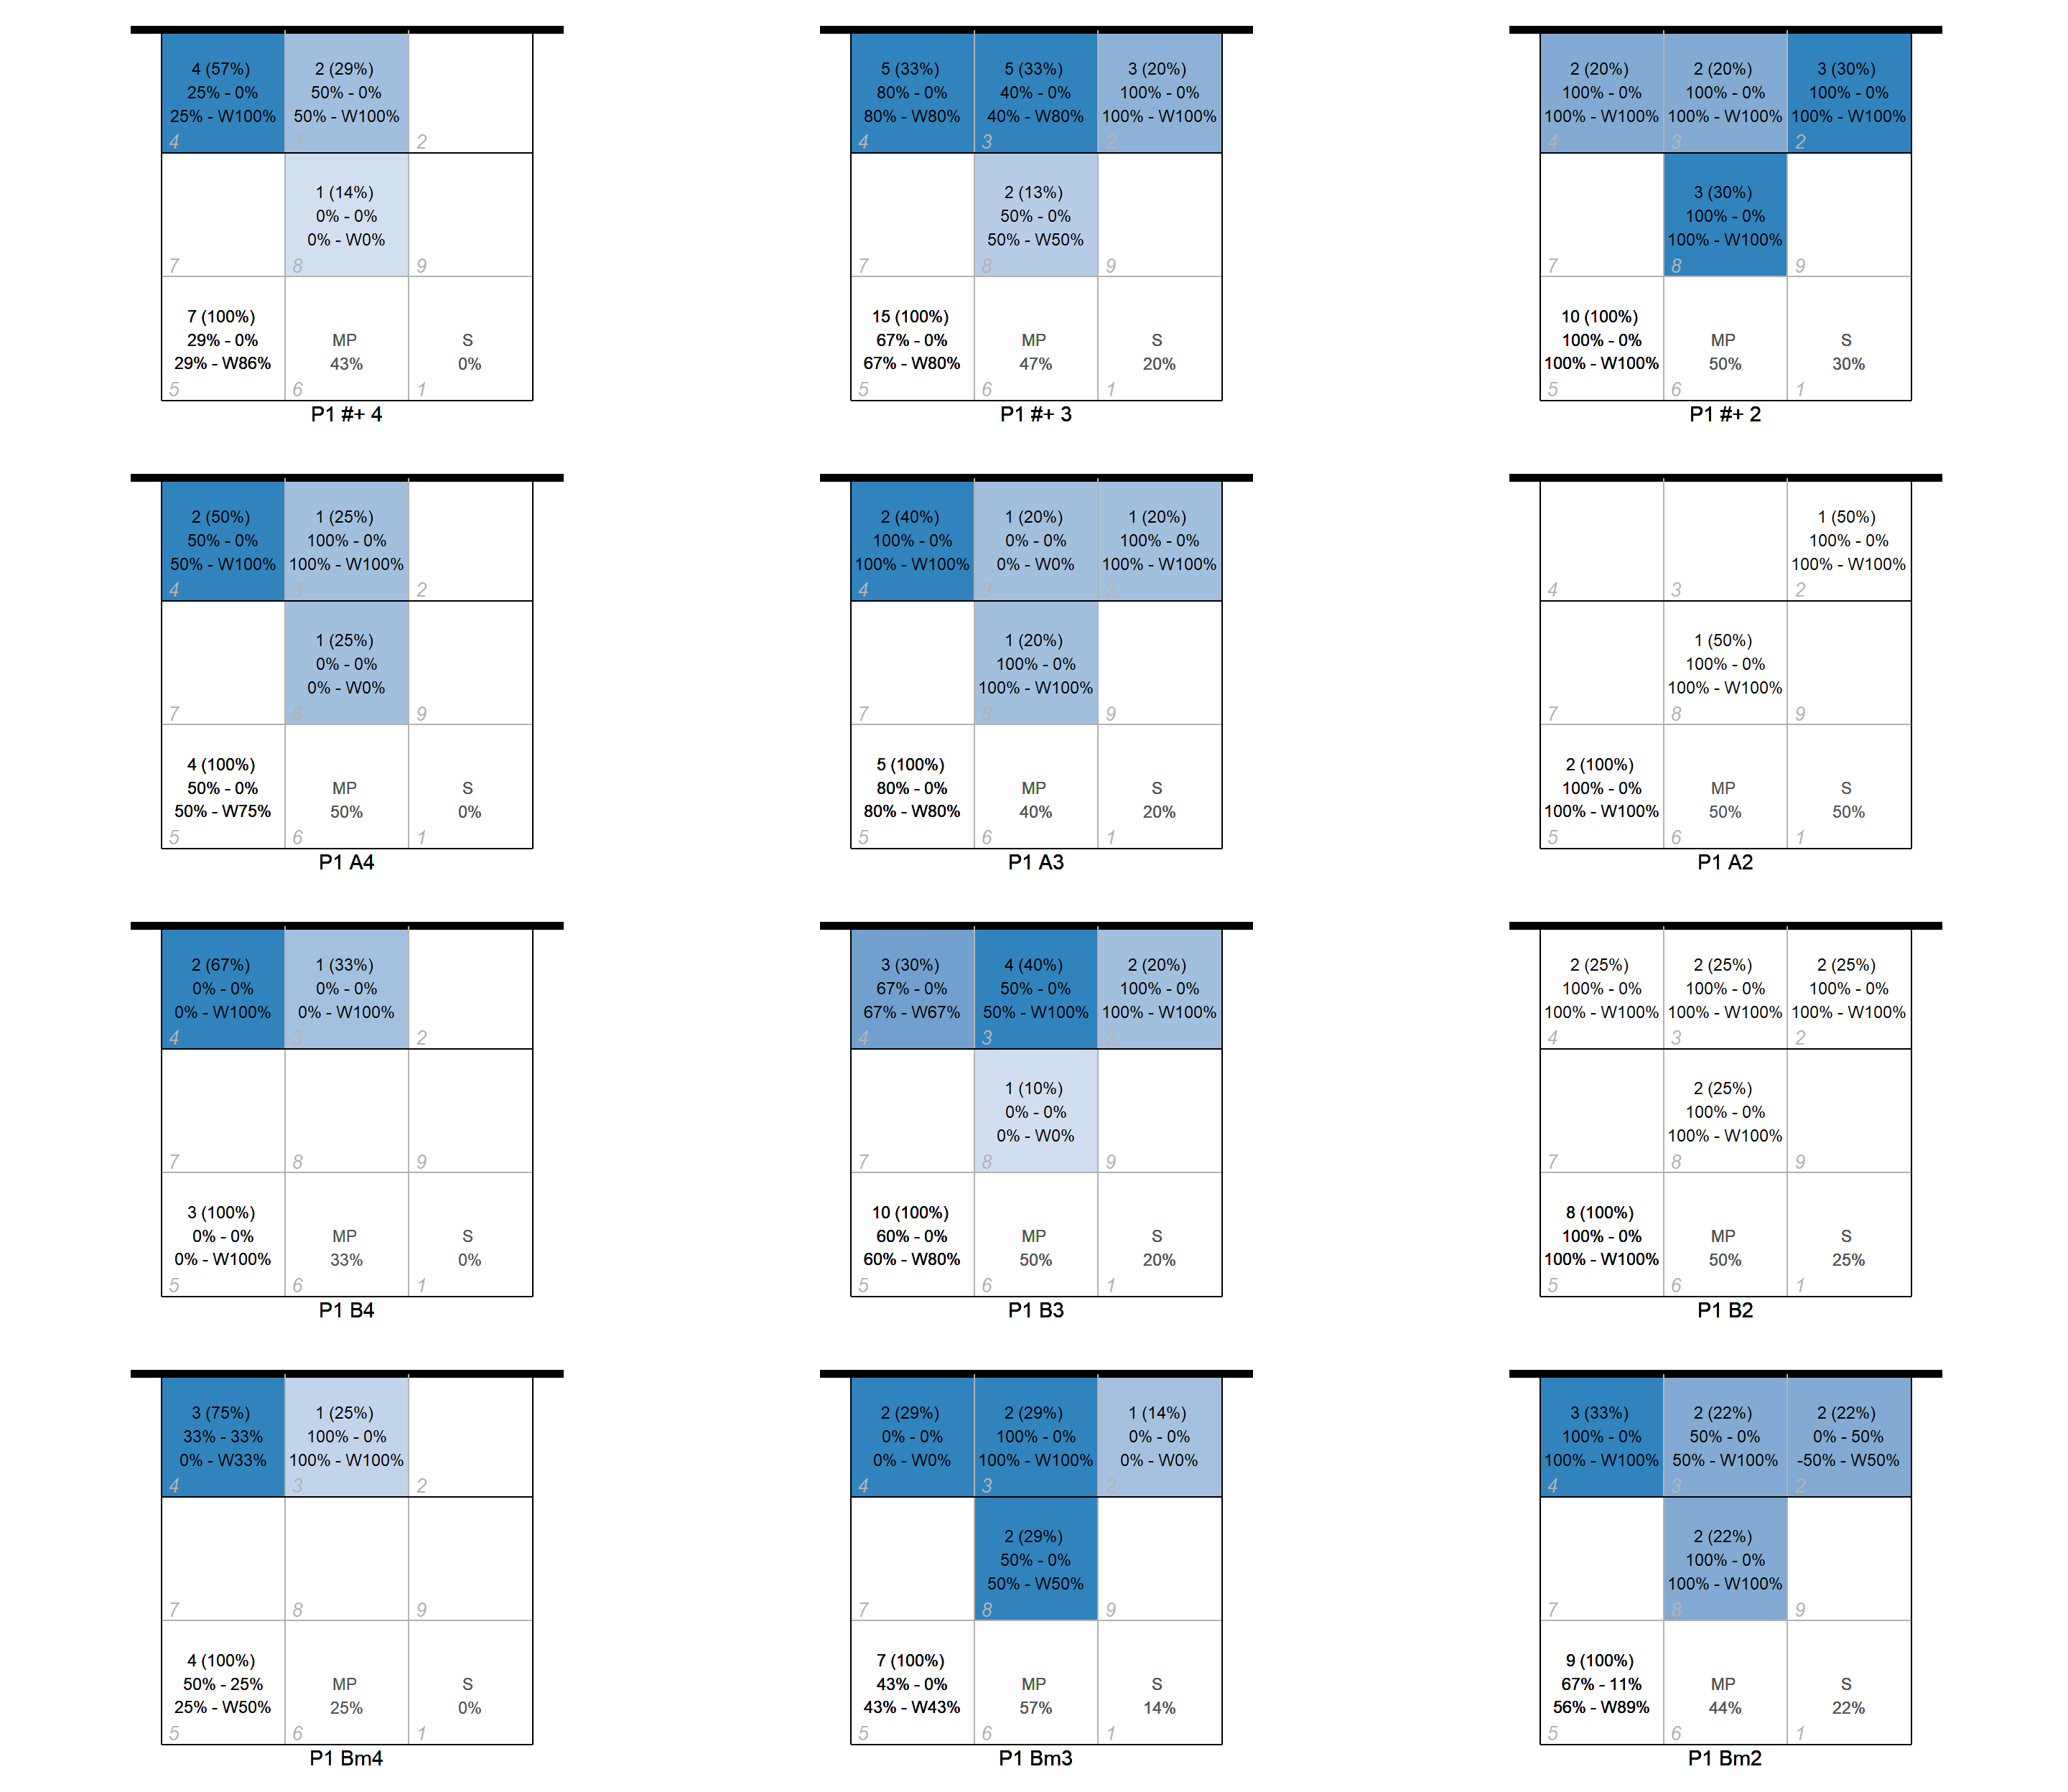 4 (57%)
25% - 0%
25% - W100%
4
2 (29%)
50% - 0%
50% - W100%
3
2
7
1 (14%)
0% - 0%
0% - W0%
8
9
7 (100%)
29% - 0%
29% - W86%
5
MP
43%
6
S
0%
1
P1 #+ 4
5 (33%)
80% - 0%
80% - W80%
4
5 (33%)
40% - 0%
40% - W80%
3
3 (20%)
100% - 0%
100% - W100%
2
7
2 (13%)
50% - 0%
50% - W50%
8
9
15 (100%)
67% - 0%
67% - W80%
5
MP
47%
6
S
20%
1
P1 #+ 3
2 (20%)
100% - 0%
100% - W100%
4
2 (20%)
100% - 0%
100% - W100%
3
3 (30%)
100% - 0%
100% - W100%
2
7
3 (30%)
100% - 0%
100% - W100%
8
9
10 (100%)
100% - 0%
100% - W100%
5
MP
50%
6
S
30%
1
P1 #+ 2
2 (50%)
50% - 0%
50% - W100%
4
1 (25%)
100% - 0%
100% - W100%
3
2
7
1 (25%)
0% - 0%
0% - W0%
8
9
4 (100%)
50% - 0%
50% - W75%
5
MP
50%
6
S
0%
1
P1 A4
2 (40%)
100% - 0%
100% - W100%
4
1 (20%)
0% - 0%
0% - W0%
3
1 (20%)
100% - 0%
100% - W100%
2
7
1 (20%)
100% - 0%
100% - W100%
8
9
5 (100%)
80% - 0%
80% - W80%
5
MP
40%
6
S
20%
1
P1 A3
4
3
1 (50%)
100% - 0%
100% - W100%
2
7
1 (50%)
100% - 0%
100% - W100%
8
9
2 (100%)
100% - 0%
100% - W100%
5
MP
50%
6
S
50%
1
P1 A2
2 (67%)
0% - 0%
0% - W100%
4
1 (33%)
0% - 0%
0% - W100%
3
2
7
8
9
3 (100%)
0% - 0%
0% - W100%
5
MP
33%
6
S
0%
1
P1 B4
3 (30%)
67% - 0%
67% - W67%
4
4 (40%)
50% - 0%
50% - W100%
3
2 (20%)
100% - 0%
100% - W100%
2
7
1 (10%)
0% - 0%
0% - W0%
8
9
10 (100%)
60% - 0%
60% - W80%
5
MP
50%
6
S
20%
1
P1 B3
2 (25%)
100% - 0%
100% - W100%
4
2 (25%)
100% - 0%
100% - W100%
3
2 (25%)
100% - 0%
100% - W100%
2
7
2 (25%)
100% - 0%
100% - W100%
8
9
8 (100%)
100% - 0%
100% - W100%
5
MP
50%
6
S
25%
1
P1 B2
3 (75%)
33% - 33%
0% - W33%
4
1 (25%)
100% - 0%
100% - W100%
3
2
7
8
9
4 (100%)
50% - 25%
25% - W50%
5
MP
25%
6
S
0%
1
P1 Bm4
2 (29%)
0% - 0%
0% - W0%
4
2 (29%)
100% - 0%
100% - W100%
3
1 (14%)
0% - 0%
0% - W0%
2
7
2 (29%)
50% - 0%
50% - W50%
8
9
7 (100%)
43% - 0%
43% - W43%
5
MP
57%
6
S
14%
1
P1 Bm3
3 (33%)
100% - 0%
100% - W100%
4
2 (22%)
50% - 0%
50% - W100%
3
2 (22%)
0% - 50%
-50% - W50%
2
7
2 (22%)
100% - 0%
100% - W100%
8
9
9 (100%)
67% - 11%
56% - W89%
5
MP
44%
6
S
22%
1
P1 Bm2